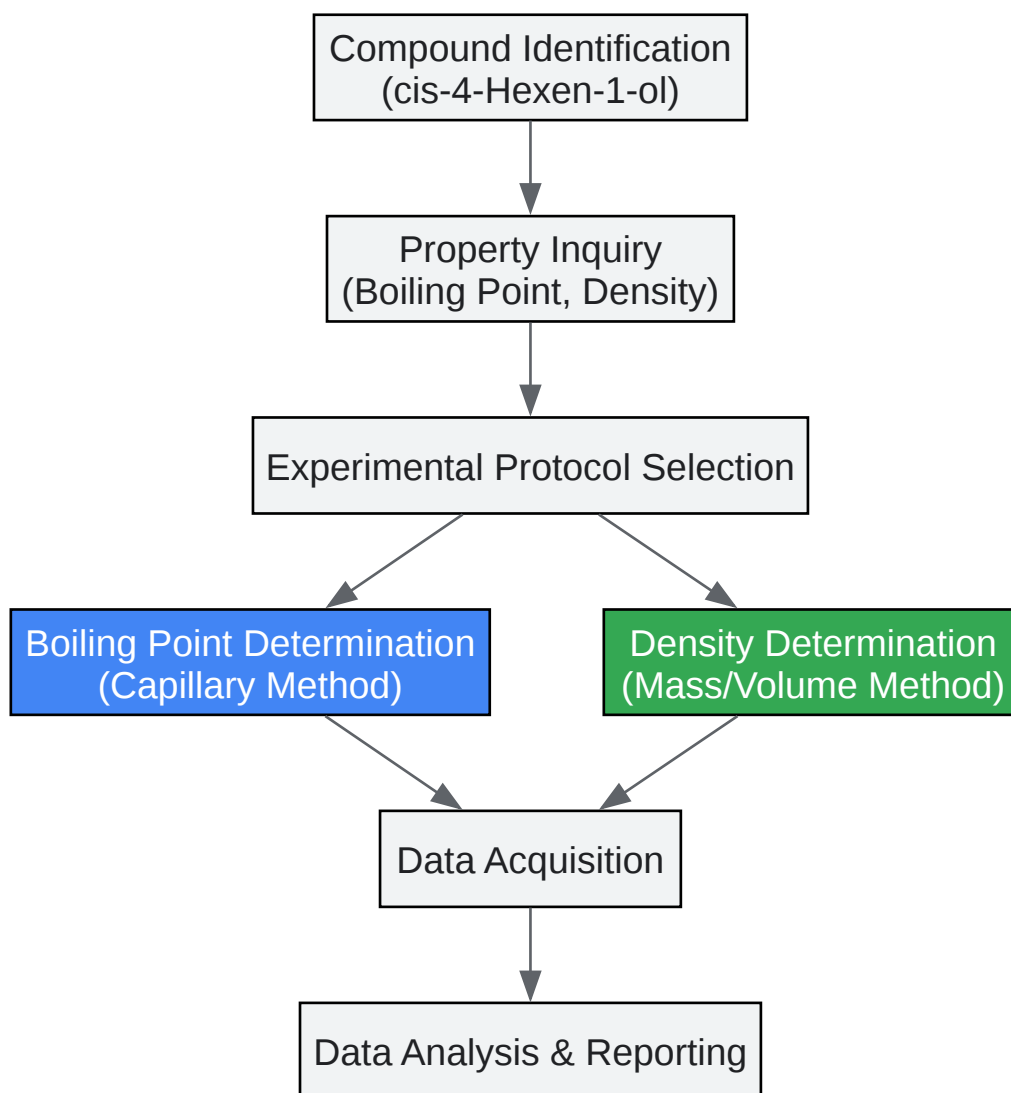 Compound Identification
(cis-4-Hexen-1-ol)
Property Inquiry
(Boiling Point, Density)
Experimental Protocol Selection
Boiling Point Determination
(Capillary Method)
Density Determination
(Mass/Volume Method)
Data Acquisition
Data Analysis & Reporting